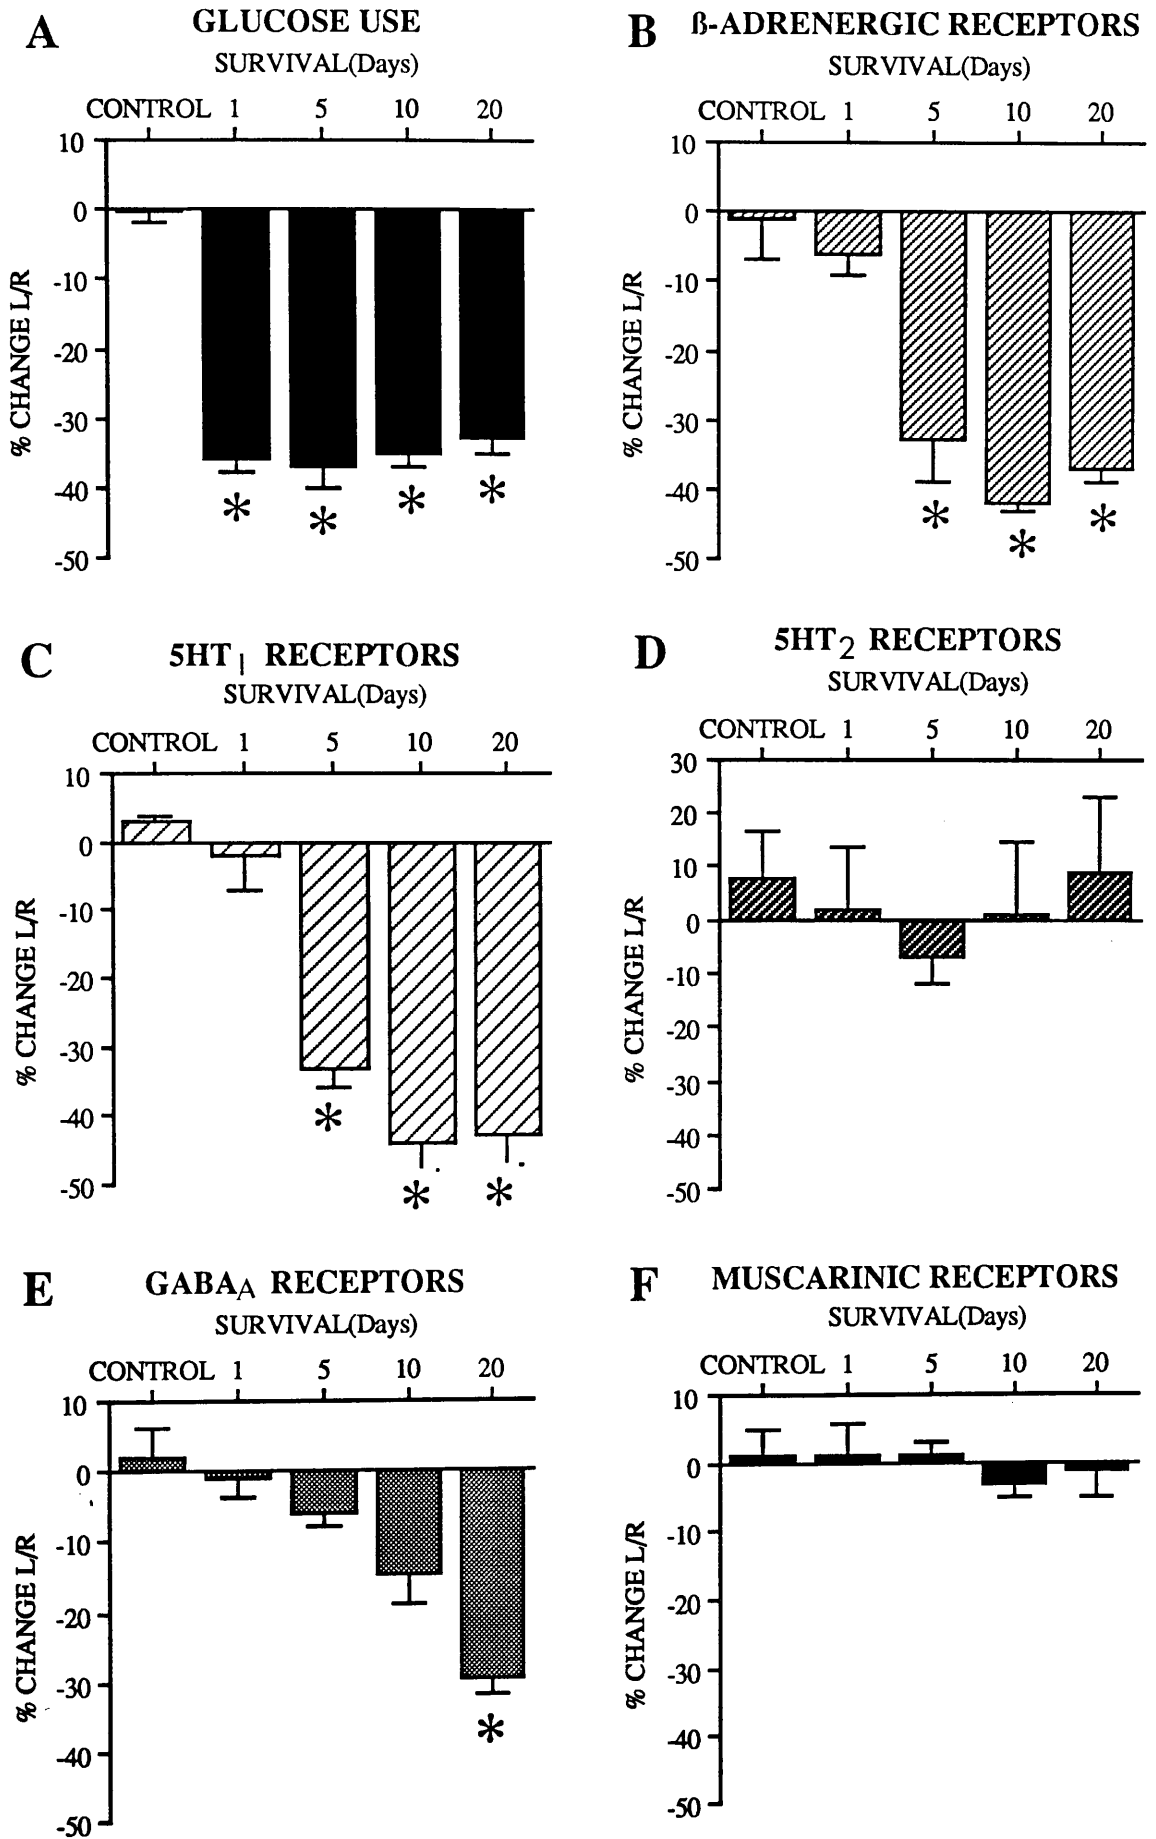 A
GLUCOSE USE
SURVIVAL(Days)
CONTROL 1 5 10 20
10
0
-10
-20
-30
-40
-50
% CHANGE L/R
* * * *
B
ß-ADRENERGIC RECEPTORS
SURVIVAL(Days)
CONTROL 1 5 10 20
10
0
-10
-20
-30
-40
-50
% CHANGE L/R
* * *
C
5HT1 RECEPTORS
SURVIVAL(Days)
CONTROL 1 5 10 20
10
0
-10
-20
-30
-40
-50
% CHANGE L/R
* * *
D
5HT2 RECEPTORS
SURVIVAL(Days)
CONTROL 1 5 10 20
30
20
10
0
-10
-20
-30
-40
-50
% CHANGE L/R
E
GABAA RECEPTORS
SURVIVAL(Days)
CONTROL 1 5 10 20
10
0
-10
-20
-30
-40
-50
% CHANGE L/R
*
F
MUSCARINIC RECEPTORS
SURVIVAL(Days)
CONTROL 1 5 10 20
10
0
-10
-20
-30
-40
-50
% CHANGE L/R